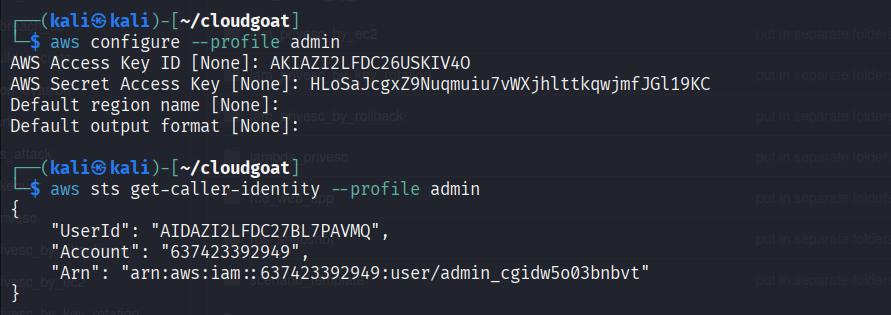 ┌──(kali㉿kali)-[~/cloudgoat]
└─$ aws configure --profile admin
AWS Access Key ID [None]: AKIAZI2LFDC26USKIV4O
AWS Secret Access Key [None]: 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
Default region name [None]:
Default output format [None]:
┌──(kali㉿kali)-[~/cloudgoat]
└─$ aws sts get-caller-identity --profile admin
{
    "UserId": "AIDAZI2LFDC27BL7PAVMQ",
    "Account": "637423392949",
    "Arn": "arn:aws:iam::637423392949:user/admin_cgidw5o03bnbvt"
}